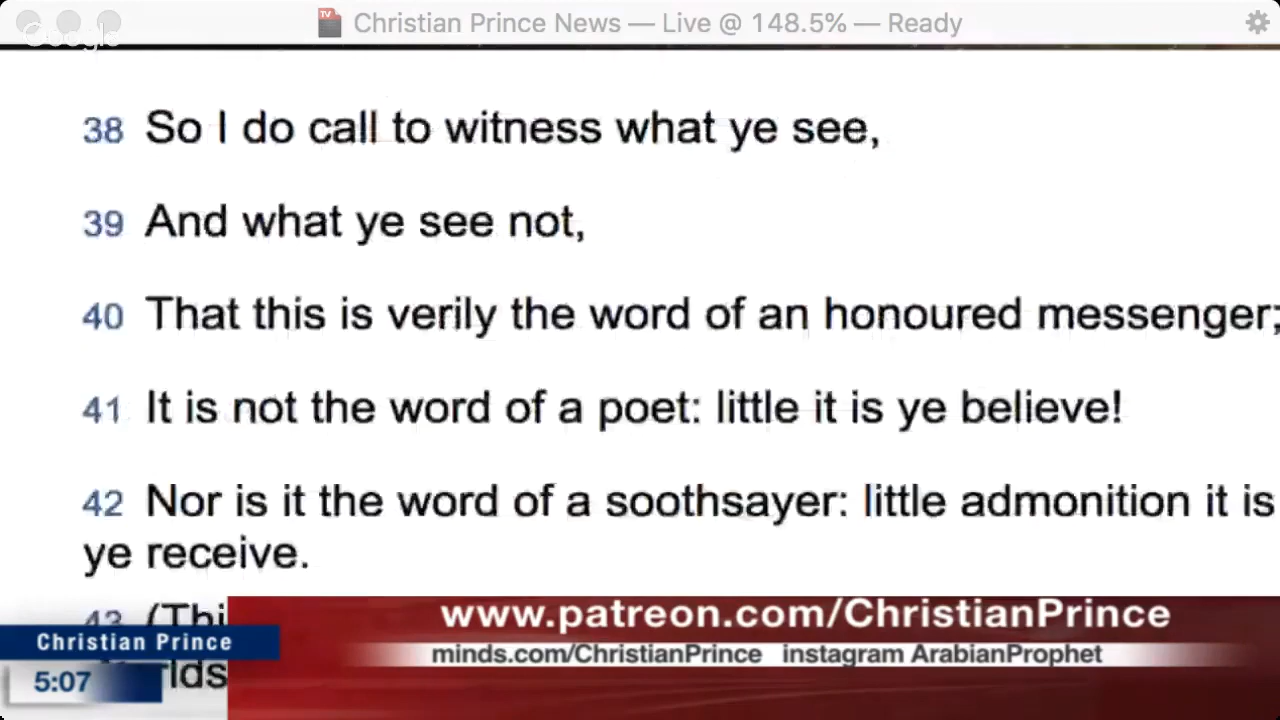 Christian Prince News — Live @ 148.5% — Ready
Google
38 So I do call to witness what ye see,
39 And what ye see not,
40 That this is verily the word of an honoured messenger;
41 It is not the word of a poet: little it is ye believe!
42 Nor is it the word of a soothsayer: little admonition it is
ye receive.
(Thi
www.patreon.com/ChristianPrince
Christian Prince
minds.com/ChristianPrince instagram ArabianProphet
5:07